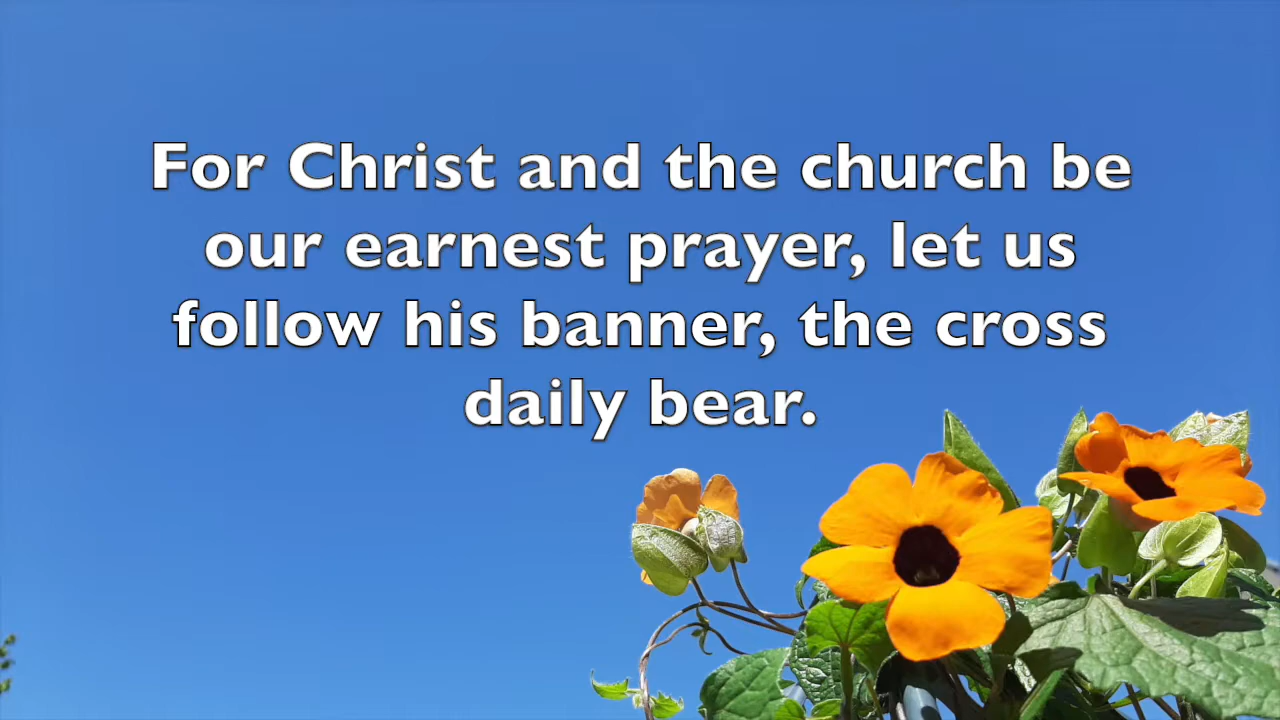 For Christ and the church be
our earnest prayer, let us
follow his banner, the cross
daily bear.